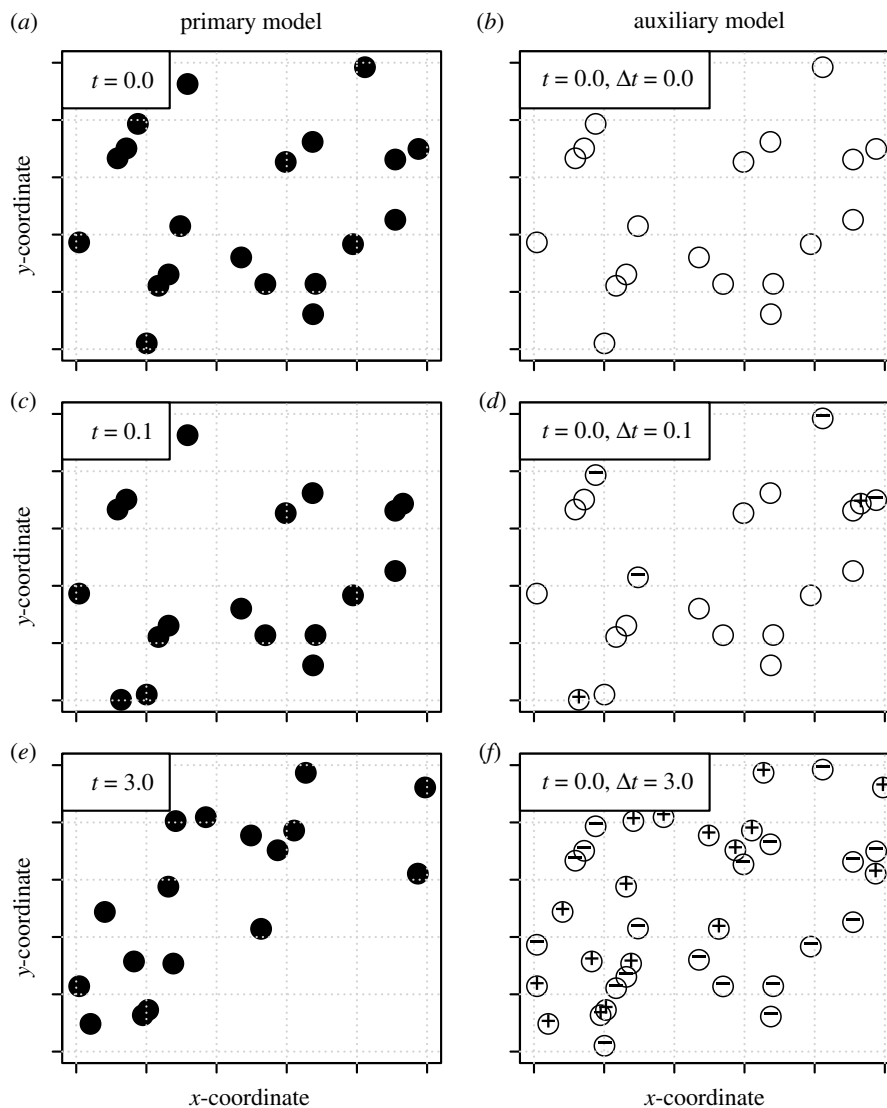 (a) primary model
(b) auxiliary model
t = 0.0
t = 0.0, Δt = 0.0
y-coordinate
(c)
(d)
t = 0.1
t = 0.0, Δt = 0.1
y-coordinate
(e)
(f)
t = 3.0
t = 0.0, Δt = 3.0
y-coordinate
x-coordinate
x-coordinate